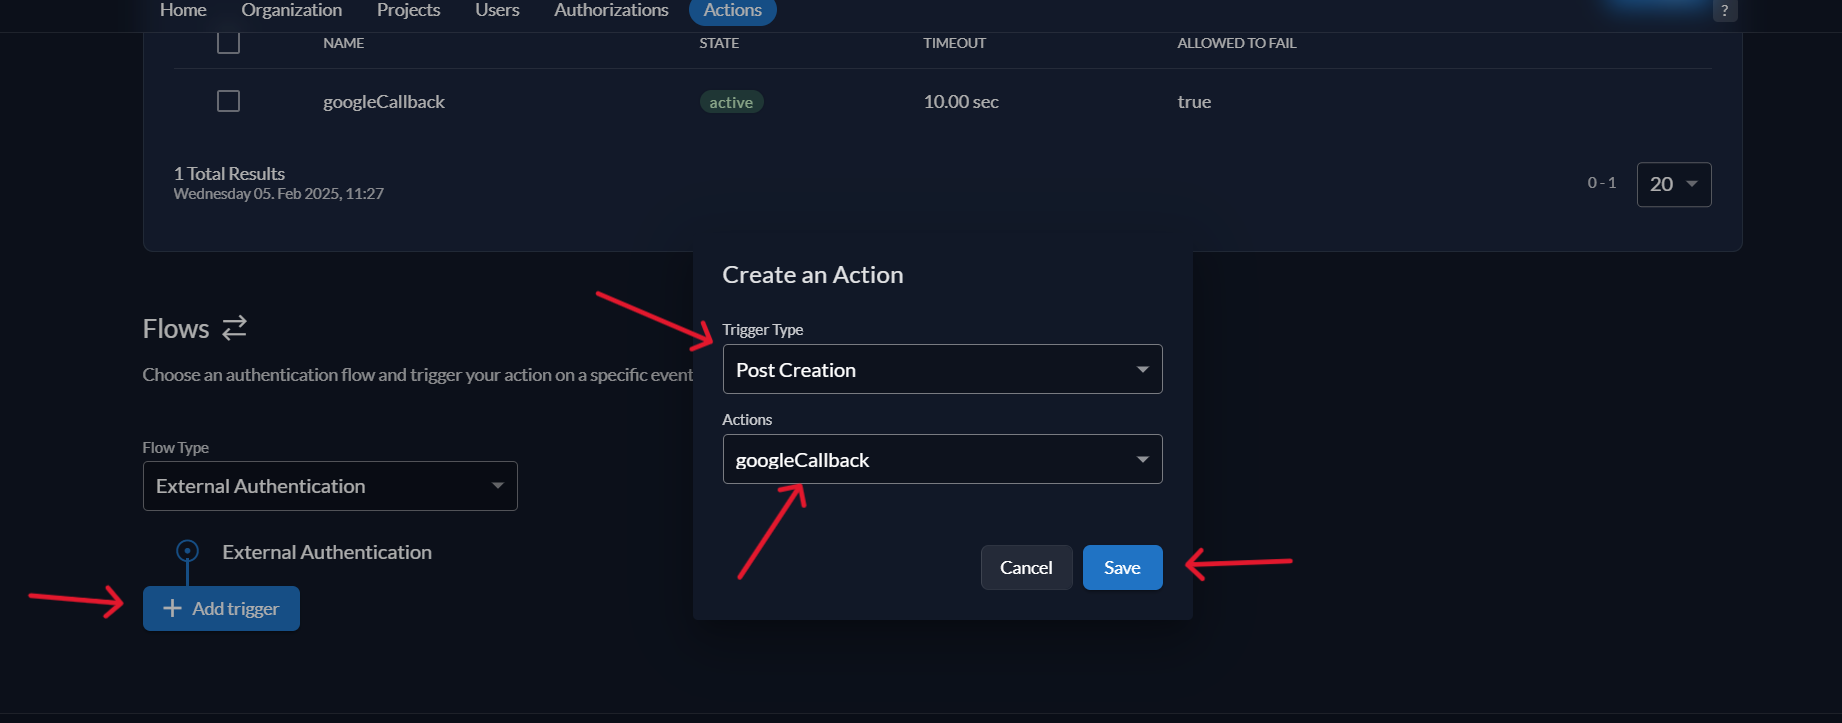 Home Organization Projects Users Authorizations Actions ?
NAME STATE TIMEOUT ALLOWED TO FAIL
googleCallback active 10.00 sec true
1 Total Results
Wednesday 05. Feb 2025, 11:27
0 - 1 20
Flows
Choose an authentication flow and trigger your action on a specific event
Flow Type
External Authentication
External Authentication
+ Add trigger
Create an Action
Trigger Type
Post Creation
Actions
googleCallback
Cancel Save